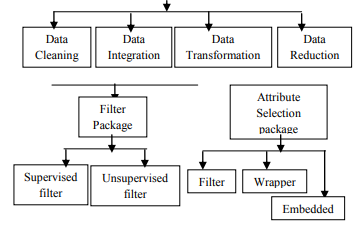 Data Cleaning
Data Integration
Data Transformation
Data Reduction
Filter Package
Attribute Selection package
Supervised filter
Unsupervised filter
Filter
Wrapper
Embedded